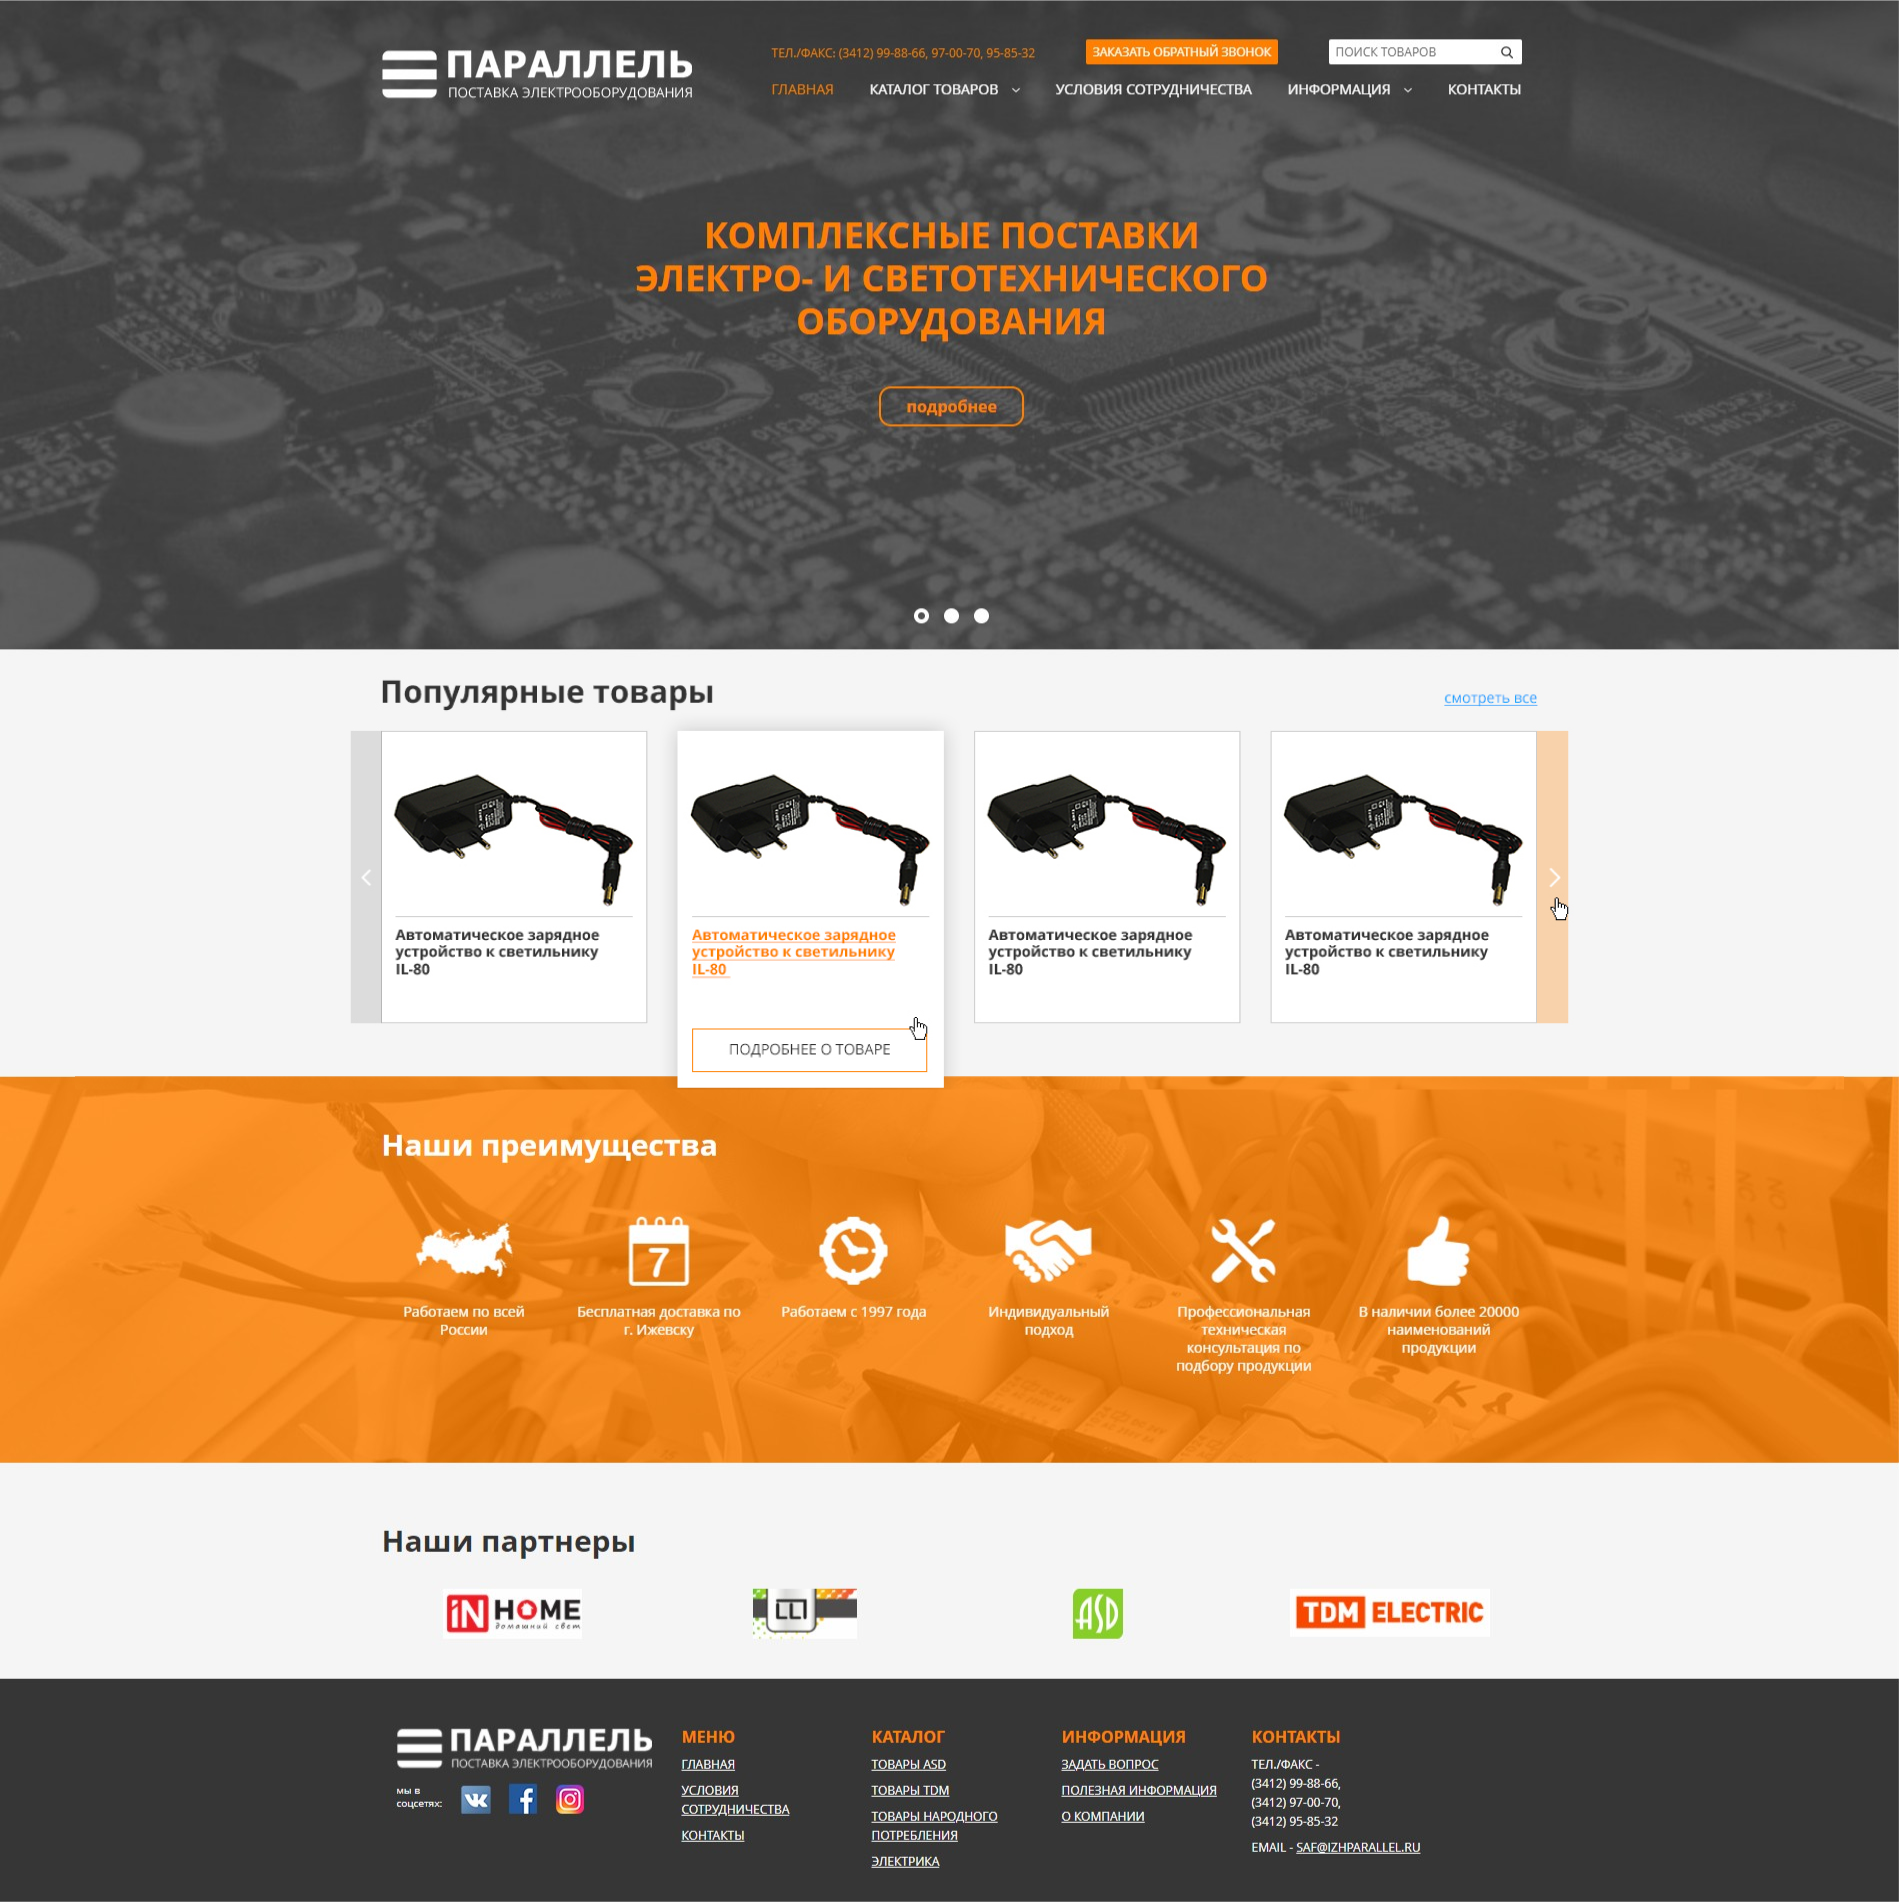 ПАРАЛЛЕЛЬ
ПОСТАВКА ЭЛЕКТРООБОРУДОВАНИЯ
ТЕЛ./ФАКС: (3412) 99-88-66, 97-00-70, 95-85-32
ЗАКАЗАТЬ ОБРАТНЫЙ ЗВОНОК
ПОИСК ТОВАРОВ
ГЛАВНАЯ
КАТАЛОГ ТОВАРОВ
УСЛОВИЯ СОТРУДНИЧЕСТВА
ИНФОРМАЦИЯ
КОНТАКТЫ
КОМПЛЕКСНЫЕ ПОСТАВКИ
ЭЛЕКТРО- И СВЕТОТЕХНИЧЕСКОГО
ОБОРУДОВАНИЯ
подробнее
Популярные товары
смотреть все
Автоматическое зарядное
устройство к светильнику
IL-80
Автоматическое зарядное
устройство к светильнику
IL-80
ПОДРОБНЕЕ О ТОВАРЕ
Автоматическое зарядное
устройство к светильнику
IL-80
Автоматическое зарядное
устройство к светильнику
IL-80
Наши преимущества
7
Работаем по всей
России
Бесплатная доставка по
г. Ижевску
Работаем с 1997 года
Индивидуальный
подход
Профессиональная
техническая
консультация по
подбору продукции
В наличии более 20000
наименований
продукции
Наши партнеры
iN HOME
домашний свет
ASD
TDM ELECTRIC
ПАРАЛЛЕЛЬ
ПОСТАВКА ЭЛЕКТРООБОРУДОВАНИЯ
мы в
соцсетях:
МЕНЮ
ГЛАВНАЯ
УСЛОВИЯ
СОТРУДНИЧЕСТВА
КОНТАКТЫ
КАТАЛОГ
ТОВАРЫ ASD
ТОВАРЫ TDM
ТОВАРЫ НАРОДНОГО
ПОТРЕБЛЕНИЯ
ЭЛЕКТРИКА
ИНФОРМАЦИЯ
ЗАДАТЬ ВОПРОС
ПОЛЕЗНАЯ ИНФОРМАЦИЯ
О КОМПАНИИ
КОНТАКТЫ
ТЕЛ./ФАКС -
(3412) 99-88-66,
(3412) 97-00-70,
(3412) 95-85-32
EMAIL - SAF@IZHPARALLEL.RU